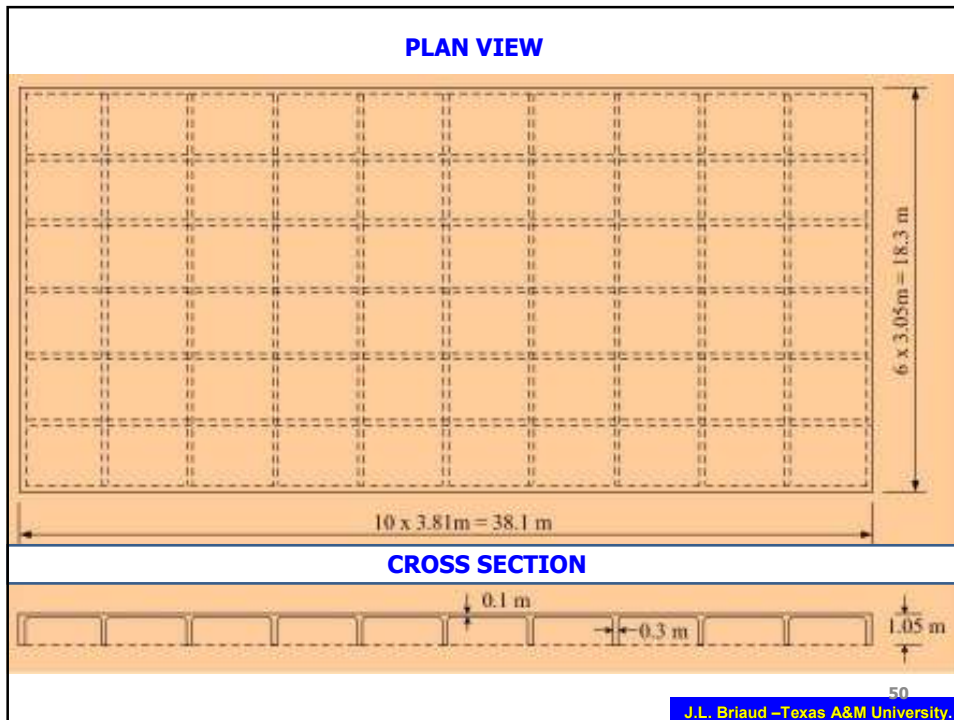 PLAN VIEW
6 x 3.05m = 18.3 m
10 x 3.81m = 38.1 m
CROSS SECTION
0.1 m
0.3 m
1.05 m
50
J.L. Briaud –Texas A&M University.